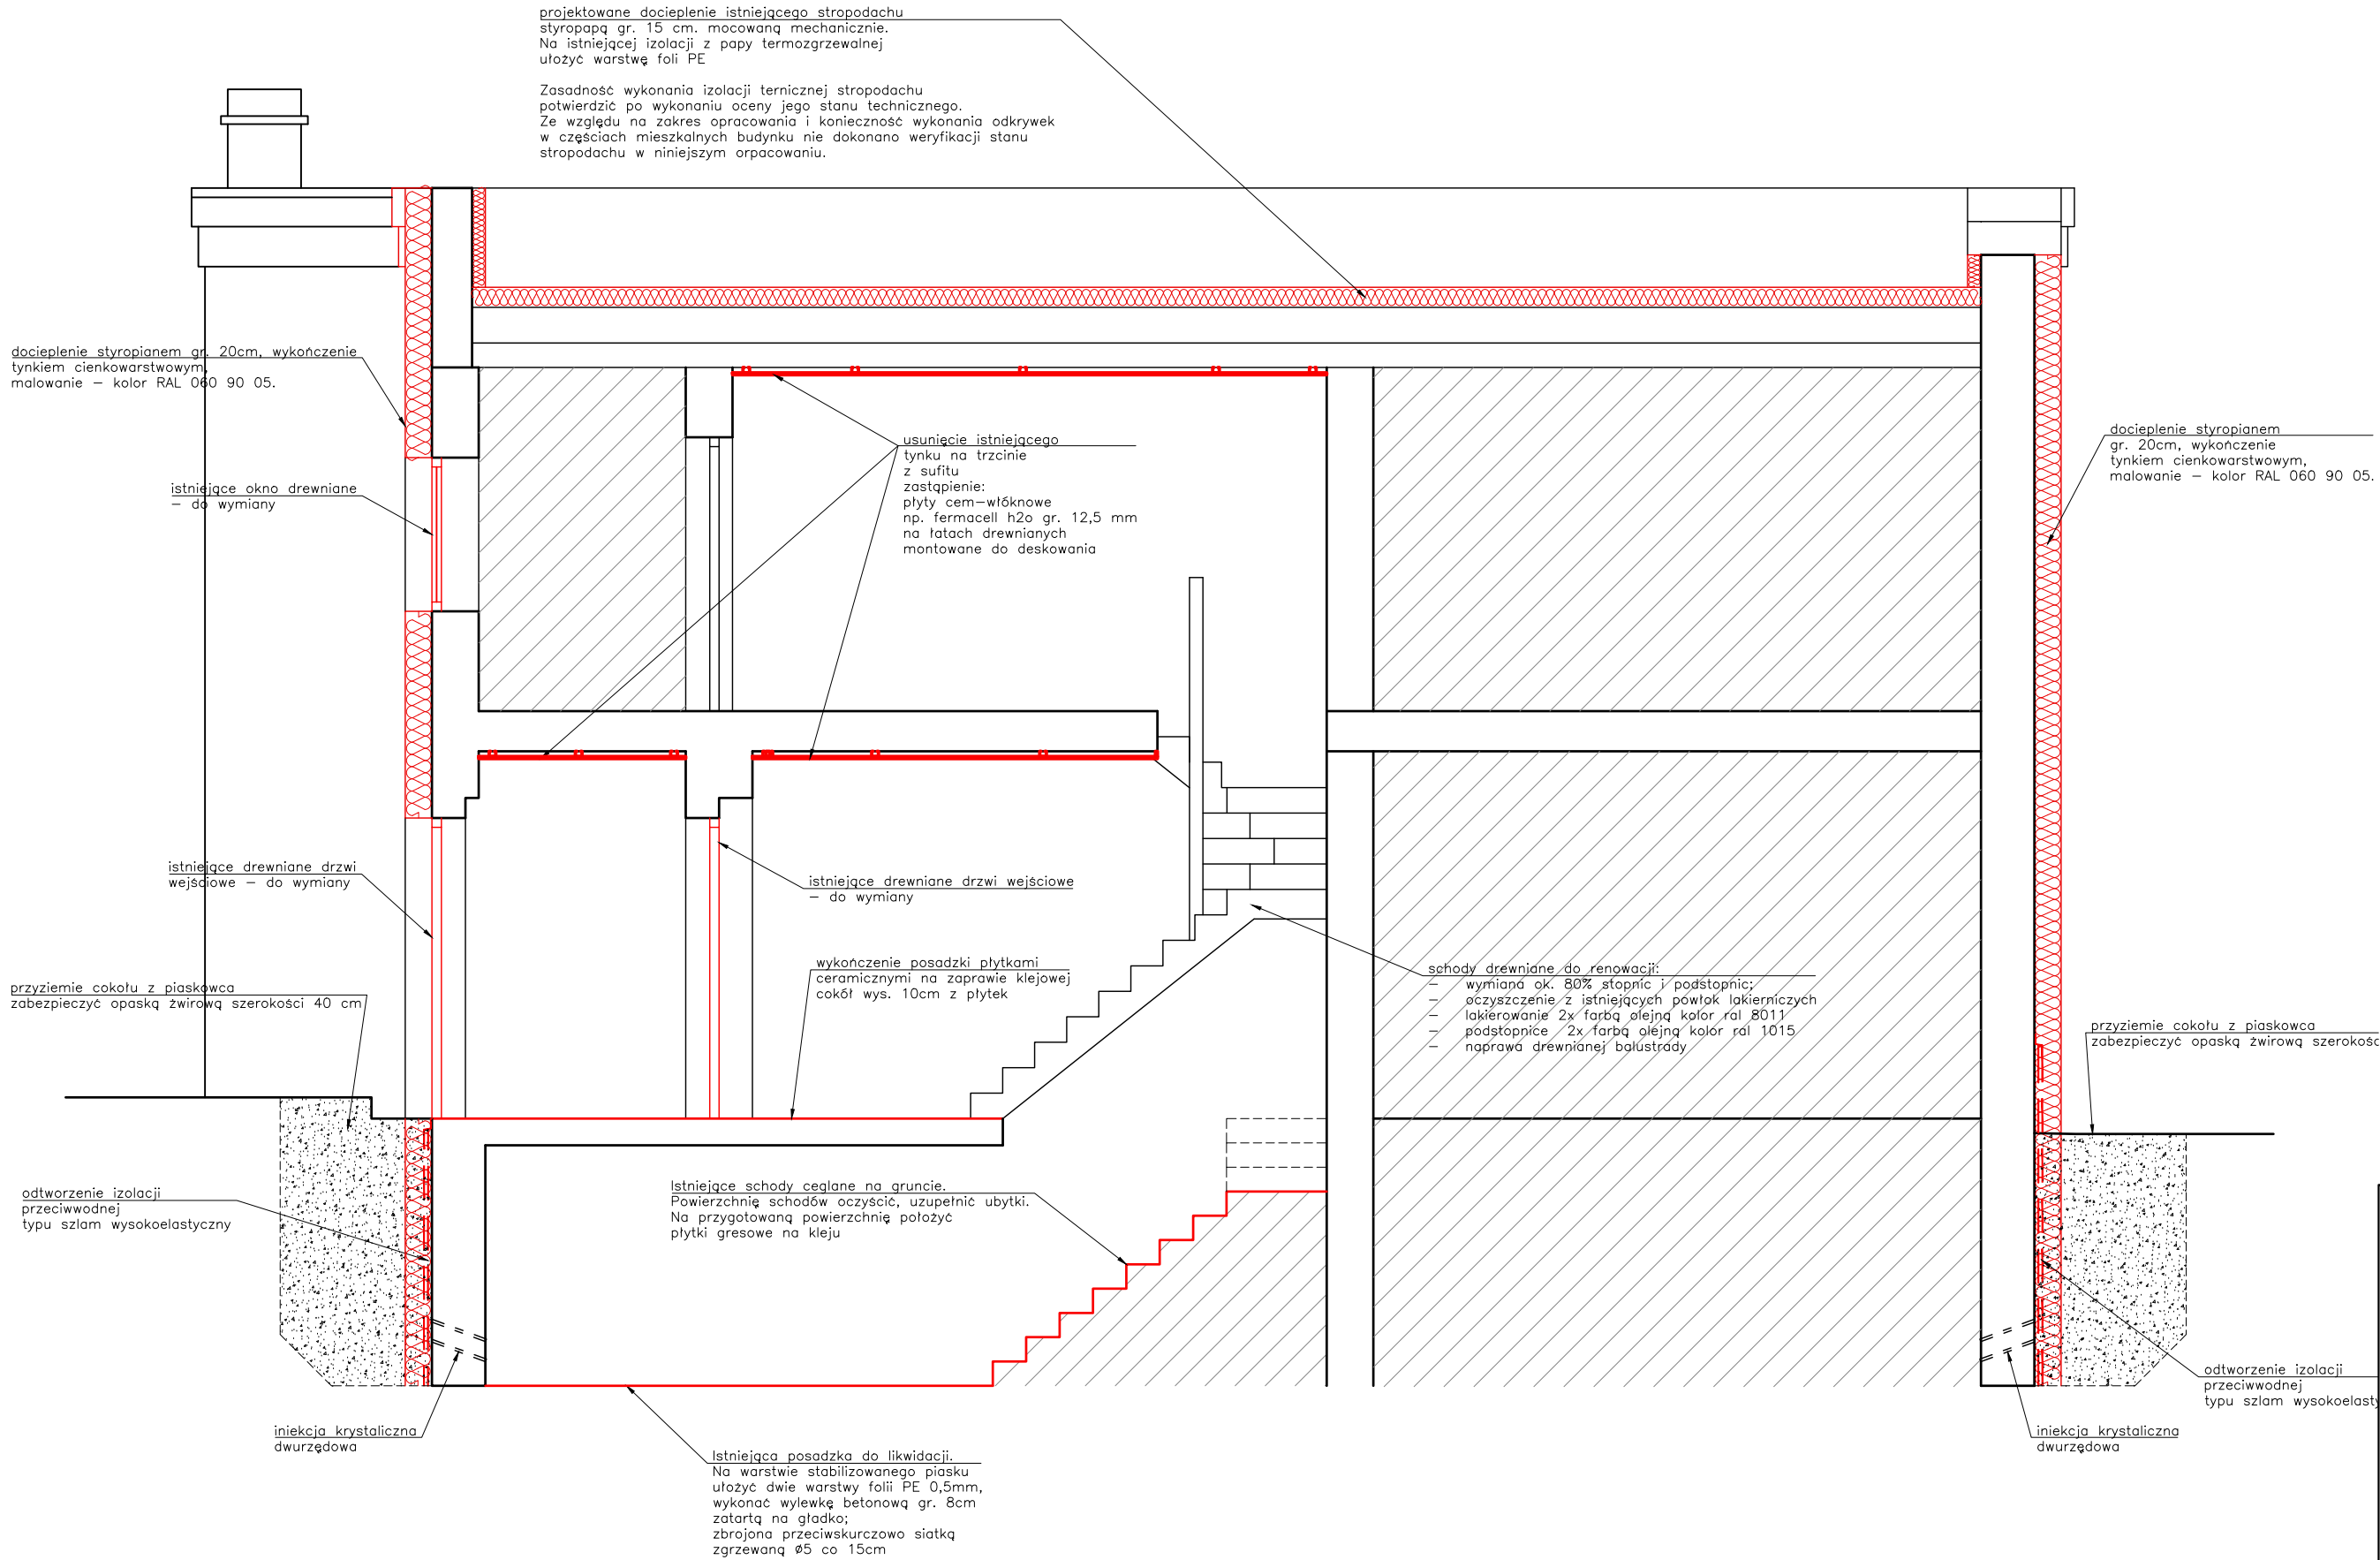 projektowane docieplenie istniejącego stropodachu
styropapą gr. 15 cm. mocowaną mechanicznie.
Na istniejącej izolacji z papy termozgrzewalnej
ułożyć warstwę foli PE
Zasadność wykonania izolacji ternicznej stropodachu
potwierdzić po wykonaniu oceny jego stanu technicznego.
Ze względu na zakres opracowania i konieczność wykonania odkrywek
w częściach mieszkalnych budynku nie dokonano weryfikacji stanu
stropodachu w niniejszym orpacowaniu.
docieplenie styropianem gr. 20cm, wykończenie
tynkiem cienkowarstwowym,
malowanie – kolor RAL 060 90 05.
istniejące okno drewniane
– do wymiany
usunięcie istniejącego
tynku na trzcinie
z sufitu
zastąpienie:
płyty cem–włóknowe
np. fermacell h2o gr. 12,5 mm
na łatach drewnianych
montowane do deskowania
docieplenie styropianem
gr. 20cm, wykończenie
tynkiem cienkowarstwowym,
malowanie – kolor RAL 060 90 05.
istniejące drewniane drzwi
wejściowe – do wymiany
istniejące drewniane drzwi wejściowe
– do wymiany
wykończenie posadzki płytkami
ceramicznymi na zaprawie klejowej
cokół wys. 10cm z płytek
schody drewniane do renowacji:
– wymiana ok. 80% stopnic i podstopnic;
– oczyszczenie z istniejących powłok lakierniczych
– lakierowanie 2x farbą olejną kolor ral 8011
– podstopnice 2x farbą olejną kolor ral 1015
– naprawa drewnianej balustrady
przyziemie cokołu z piaskowca
zabezpieczyć opaską żwirową szerokości 40 cm
przyziemie cokołu z piaskowca
zabezpieczyć opaską żwirową szerokośc
odtworzenie izolacji
przeciwwodnej
typu szlam wysokoelastyczny
Istniejące schody ceglane na gruncie.
Powierzchnię schodów oczyścić, uzupełnić ubytki.
Na przygotowaną powierzchnię położyć
płytki gresowe na kleju
odtworzenie izolacji
przeciwwodnej
typu szlam wysokoelasty
iniekcja krystaliczna
dwurzędowa
iniekcja krystaliczna
dwurzędowa
Istniejąca posadzka do likwidacji.
Na warstwie stabilizowanego piasku
ułożyć dwie warstwy folii PE 0,5mm,
wykonać wylewkę betonową gr. 8cm
zatartą na gładko;
zbrojona przeciwskurczowo siatką
zgrzewaną ø5 co 15cm